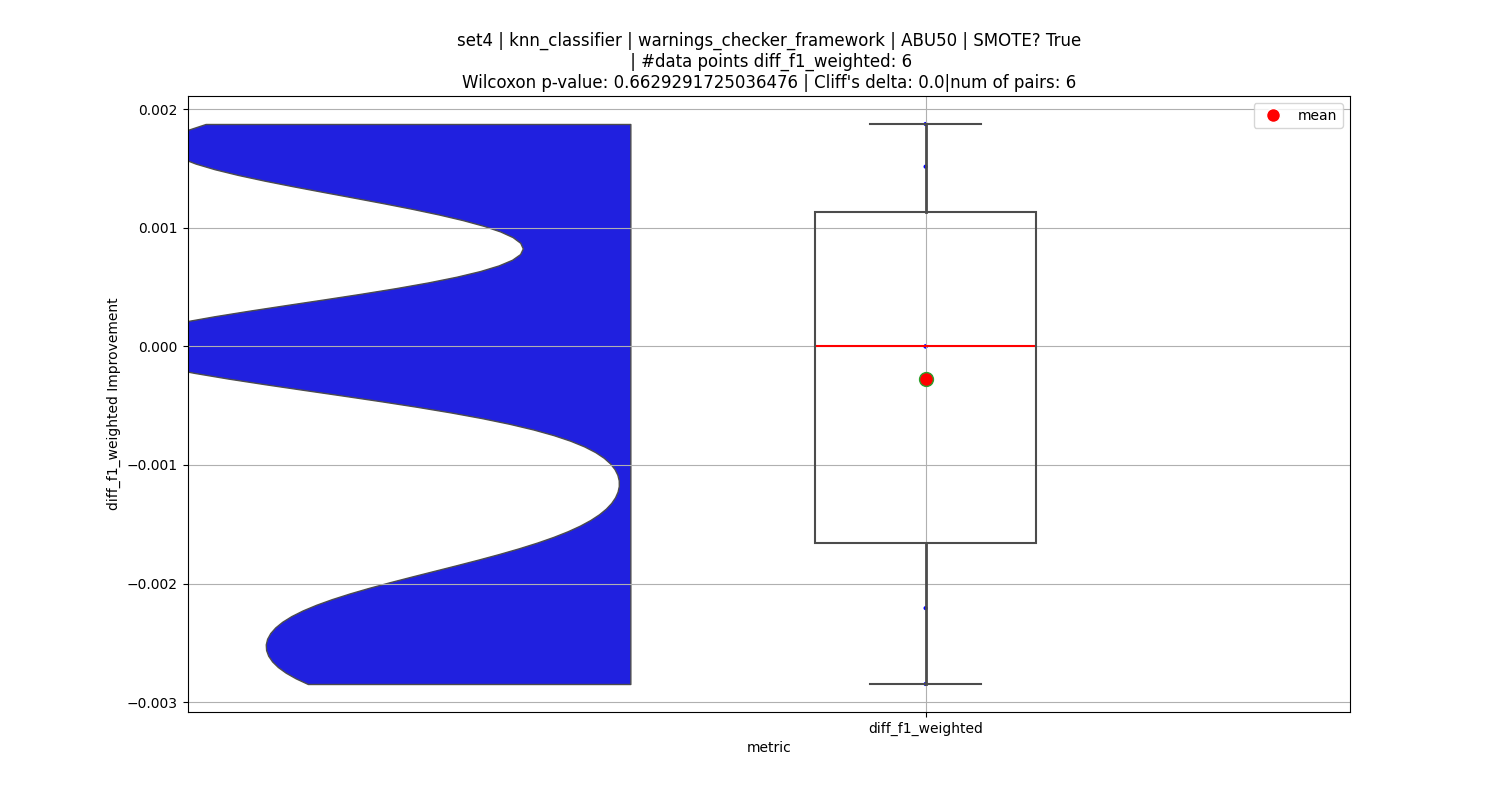 set4 | knn_classifier | warnings_checker_framework | ABU50 | SMOTE? True
| #data points diff_f1_weighted: 6
Wilcoxon p-value: 0.6629291725036476 | Cliff's delta: 0.0|num of pairs: 6
mean
0.002
0.001
0.000
−0.001
−0.002
−0.003
diff_f1_weighted Improvement
diff_f1_weighted
metric